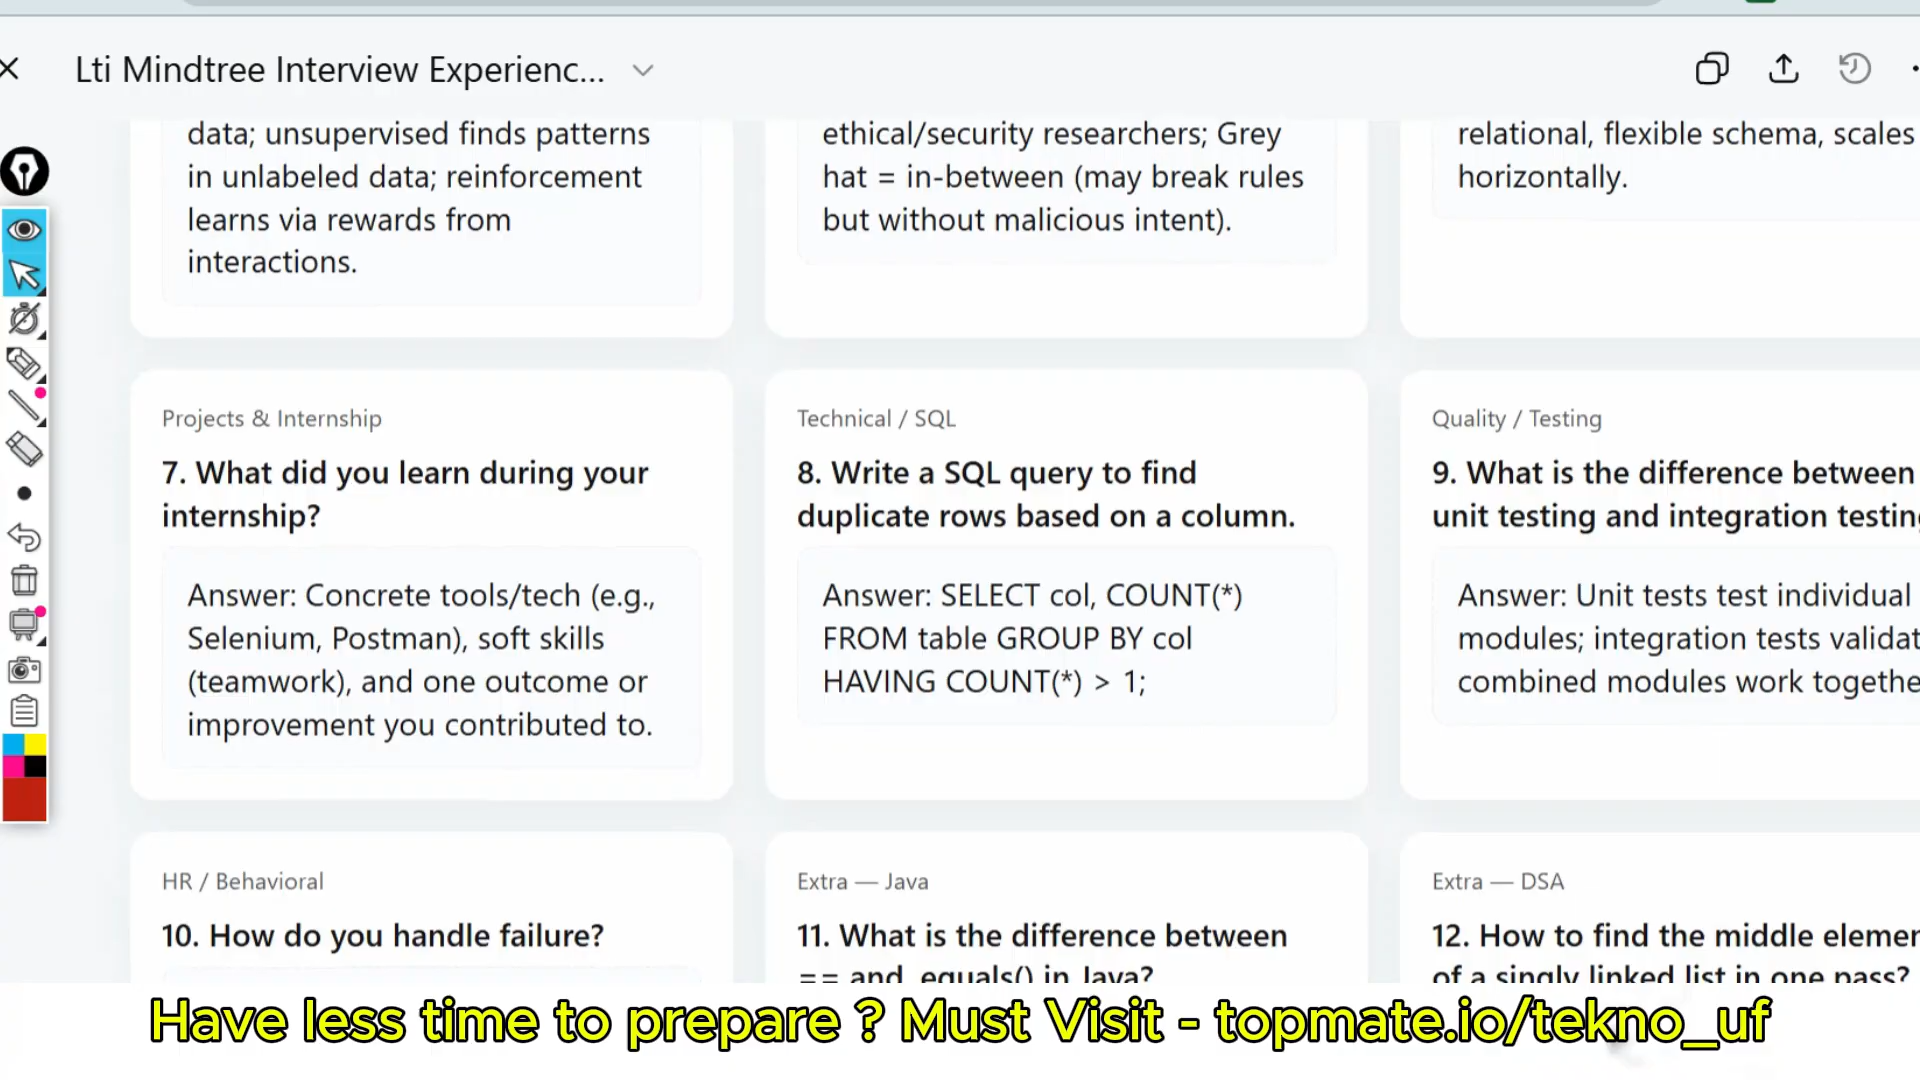 Lti Mindtree Interview Experienc...
data; unsupervised finds patterns
in unlabeled data; reinforcement
learns via rewards from
interactions.
ethical/security researchers; Grey
hat = in-between (may break rules
but without malicious intent).
relational, flexible schema, scales
horizontally.
Projects & Internship
7. What did you learn during your
internship?
Answer: Concrete tools/tech (e.g.,
Selenium, Postman), soft skills
(teamwork), and one outcome or
improvement you contributed to.
Technical / SQL
8. Write a SQL query to find
duplicate rows based on a column.
Answer: SELECT col, COUNT(*)
FROM table GROUP BY col
HAVING COUNT(*) > 1;
Quality / Testing
9. What is the difference between
unit testing and integration testing
Answer: Unit tests test individual
modules; integration tests validat
combined modules work togethe
HR / Behavioral
10. How do you handle failure?
Extra — Java
11. What is the difference between
== and .equals() in Java?
Extra — DSA
12. How to find the middle elemen
of a singly linked list in one pass?
Have less time to prepare ? Must Visit - topmate.io/tekno_uf